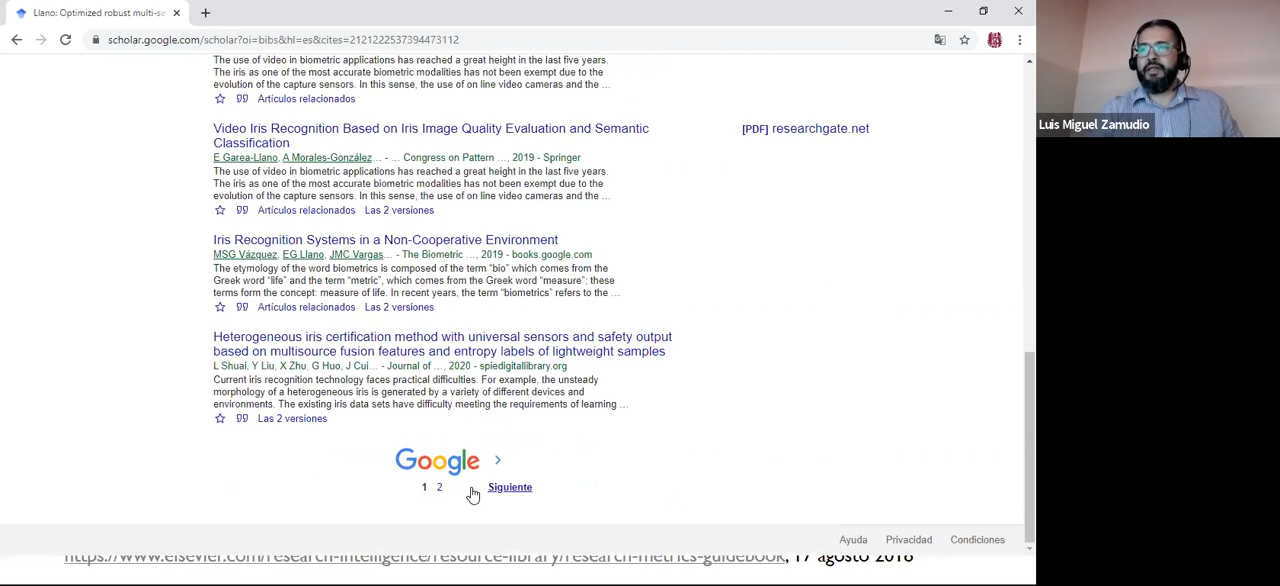 Llano: Optimized robust multi-se
scholar.google.com/scholar?oi=bibs&hl=es&cites=2121222537394473112
The use of video in biometric applications has reached a great height in the last five years.
The iris as one of the most accurate biometric modalities has not been exempt due to the
evolution of the capture sensors. In this sense, the use of on line video cameras and the ...
Artículos relacionados
Video Iris Recognition Based on Iris Image Quality Evaluation and Semantic
Classification
[PDF] researchgate.net
E Garea-Llano, A Morales-González... - ... Congress on Pattern ..., 2019 - Springer
The use of video in biometric applications has reached a great height in the last five years.
The iris as one of the most accurate biometric modalities has not been exempt due to the
evolution of the capture sensors. In this sense, the use of on line video cameras and the ...
Artículos relacionados Las 2 versiones
Iris Recognition Systems in a Non-Cooperative Environment
MSG Vázquez, EG Llano, JMC Vargas... - The Biometric ..., 2019 - books.google.com
The etymology of the word biometrics is composed of the term “bio” which comes from the
Greek word “life” and the term “metric”, which comes from the Greek word “measure”; these
terms form the concept: measure of life. In recent years, the term “biometrics” refers to the ...
Artículos relacionados Las 2 versiones
Heterogeneous iris certification method with universal sensors and safety output
based on multisource fusion features and entropy labels of lightweight samples
L Shuai, Y Liu, X Zhu, G Huo, J Cui... - Journal of ..., 2020 - spiedigitallibrary.org
Current iris recognition technology faces practical difficulties. For example, the unsteady
morphology of a heterogeneous iris is generated by a variety of different devices and
environments. The existing iris data sets have difficulty meeting the requirements of learning ...
Las 2 versiones
Google
1 2 Siguiente
Ayuda Privacidad Condiciones
https://www.elsevier.com/research-intelligence/resource-library/research-metrics-guidebook, 17 agosto 2016
Luis Miguel Zamudio